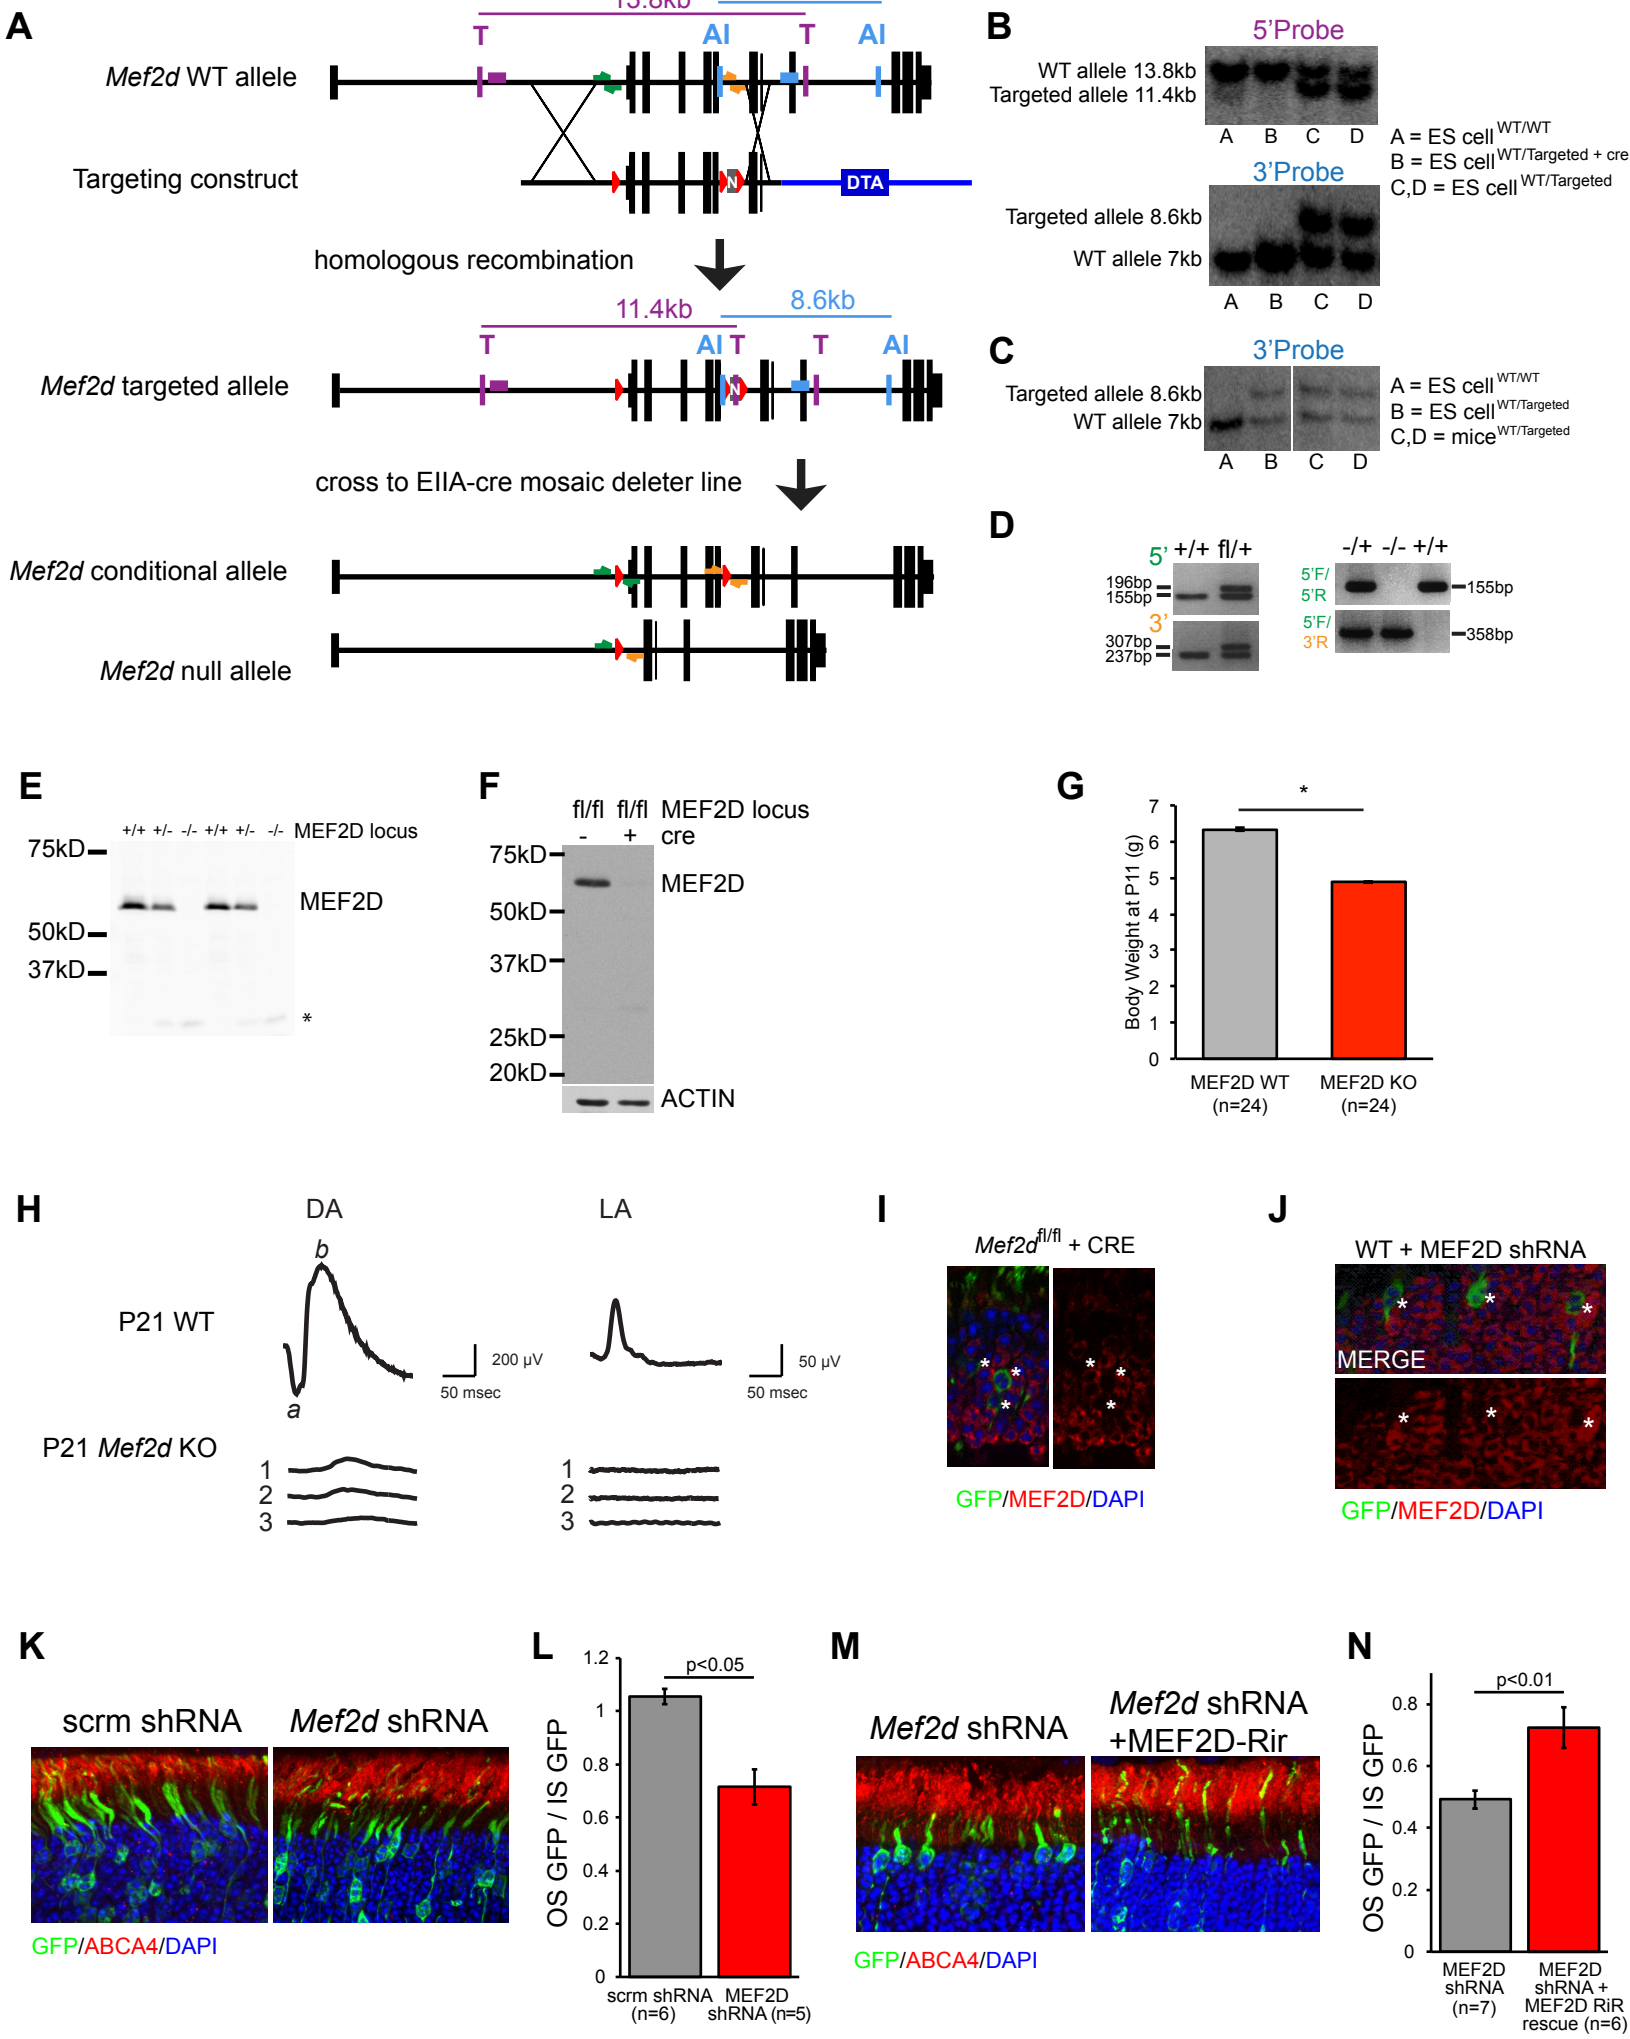 A
13.8kb
T
AI
T
AI
Mef2d WT allele
Targeting construct
N
DTA
homologous recombination
11.4kb
8.6kb
T
AI
T
T
AI
Mef2d targeted allele
N
cross to EIIA-cre mosaic deleter line
Mef2d conditional allele
Mef2d null allele
B
5'Probe
WT allele 13.8kb
Targeted allele 11.4kb
A B C D
3'Probe
Targeted allele 8.6kb
WT allele 7kb
A B C D
A = ES cell WT/WT
B = ES cell WT/Targeted + cre
C,D = ES cell WT/Targeted
C
3'Probe
Targeted allele 8.6kb
WT allele 7kb
A B C D
A = ES cell WT/WT
B = ES cell WT/Targeted
C,D = mice WT/Targeted
D
5' +/+ fl/+
196bp
155bp
3'
307bp
237bp
-/+ -/- +/+
5'F/
5'R
155bp
5'F/
3'R
358bp
E
+/+ +/- -/- +/+ +/- -/- MEF2D locus
75kD
MEF2D
50kD
37kD
*
F
fl/fl fl/fl MEF2D locus
- + cre
75kD
MEF2D
50kD
37kD
25kD
20kD
ACTIN
G
*
Body Weight at P11 (g)
7
6
5
4
3
2
1
0
MEF2D WT
(n=24)
MEF2D KO
(n=24)
H
DA
LA
b
P21 WT
a
200 µV
50 msec
50 µV
50 msec
P21 Mef2d KO
1
2
3
1
2
3
I
Mef2d fl/fl + CRE
* * *
* * *
GFP/MEF2D/DAPI
J
WT + MEF2D shRNA
* * *
MERGE
* * *
GFP/MEF2D/DAPI
K
scrm shRNA
Mef2d shRNA
GFP/ABCA4/DAPI
L
OS GFP / IS GFP
1.2
1
0.8
0.6
0.4
0.2
0
p<0.05
scrm shRNA
(n=6)
MEF2D
shRNA (n=5)
M
Mef2d shRNA
Mef2d shRNA
+MEF2D-Rir
GFP/ABCA4/DAPI
N
OS GFP / IS GFP
0.8
0.6
0.4
0.2
0
p<0.01
MEF2D
shRNA
(n=7)
MEF2D
shRNA +
MEF2D RiR
rescue (n=6)